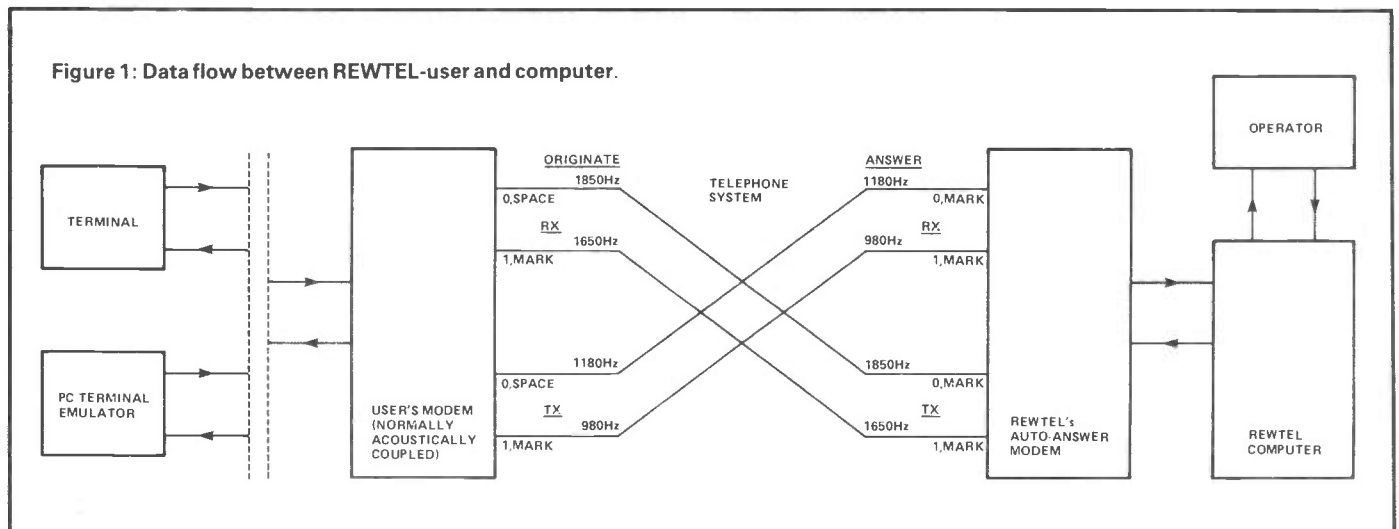 Figure 1: Data flow between REWTEL-user and computer.
TERMINAL
PC TERMINAL
EMULATOR
USER'S MODEM
(NORMALLY
ACOUSTICALLY
COUPLED)
ORIGINATE
1850Hz
0,SPACE
RX
1650Hz
1,MARK
1180Hz
0,SPACE
TX
980Hz
1,MARK
TELEPHONE
SYSTEM
ANSWER
1180Hz
0,MARK
RX
980Hz
1,MARK
1850Hz
0,MARK
TX
1650Hz
1,MARK
REWTEL's
AUTO-ANSWER
MODEM
OPERATOR
REWTEL
COMPUTER